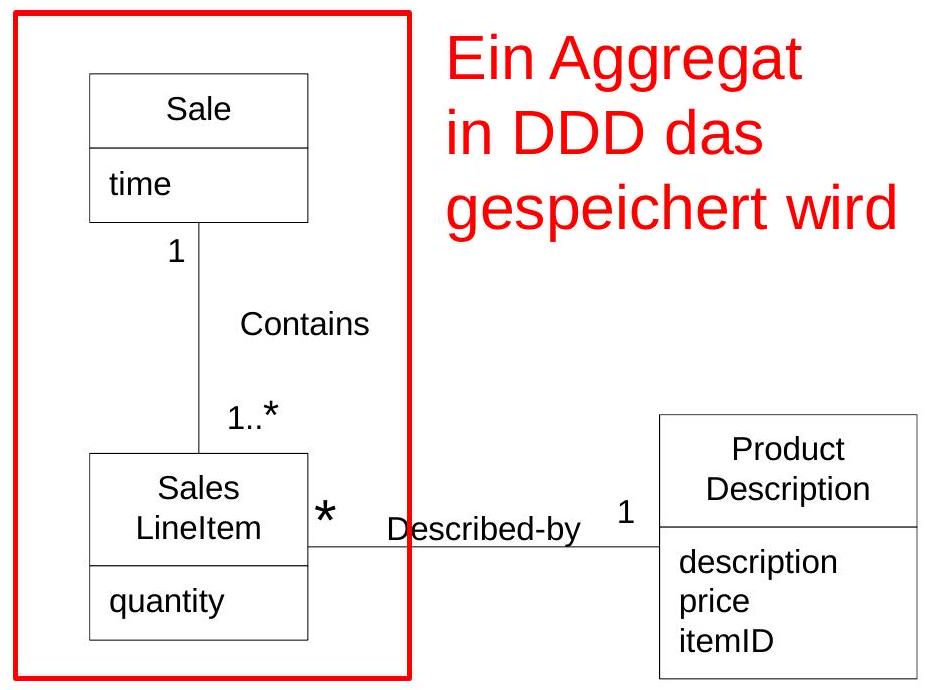 Ein Aggregat
in DDD das
gespeichert wird
Sale
time
1
Contains
1..*
Sales
LineItem
quantity
*
Described-by
1
Product
Description
description
price
itemID